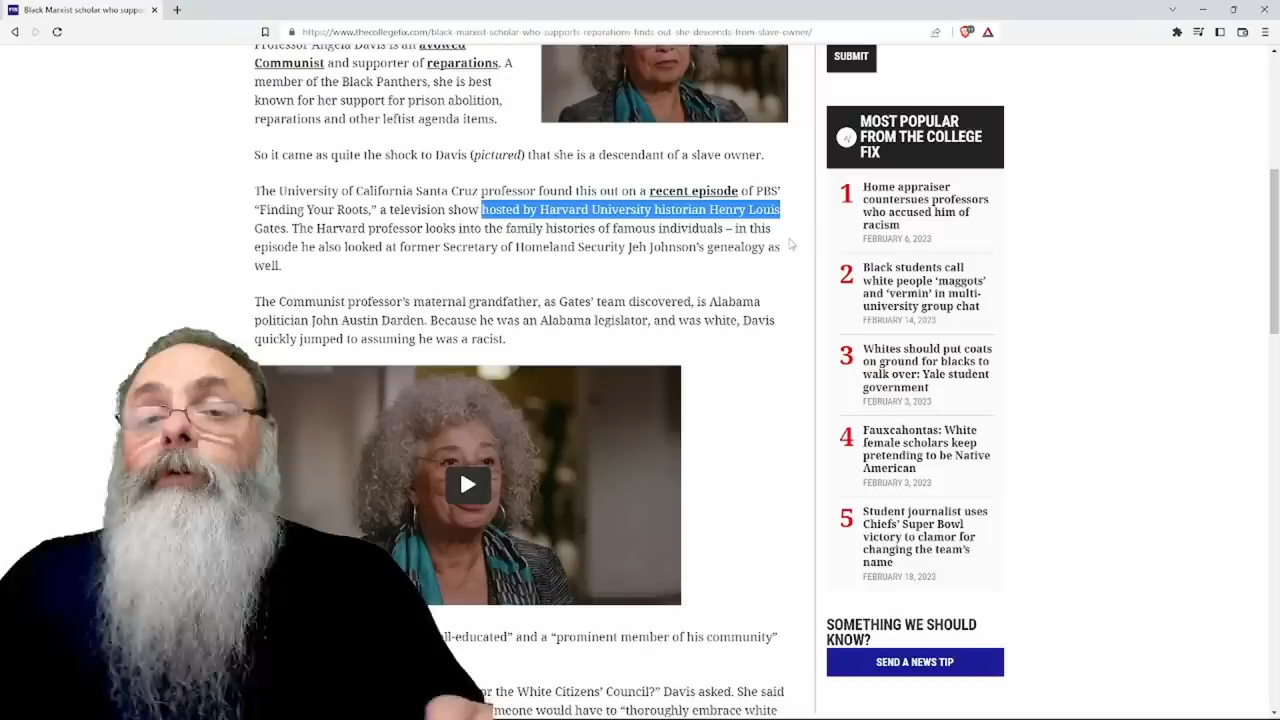 Black Marxist scholar who suppo
https://www.thecollegefix.com/black-marxist-scholar-who-supports-reparations-finds-out-she-descends-from-slave-owner/
Professor Angela Davis is an avowed
Communist and supporter of reparations. A
member of the Black Panthers, she is best
known for her support for prison abolition,
reparations and other leftist agenda items.
So it came as quite the shock to Davis (pictured) that she is a descendant of a slave owner.
The University of California Santa Cruz professor found this out on a recent episode of PBS’
“Finding Your Roots,” a television show hosted by Harvard University historian Henry Louis
Gates. The Harvard professor looks into the family histories of famous individuals – in this
episode he also looked at former Secretary of Homeland Security Jeh Johnson’s genealogy as
well.
The Communist professor’s maternal grandfather, as Gates’ team discovered, is Alabama
politician John Austin Darden. Because he was an Alabama legislator, and was white, Davis
quickly jumped to assuming he was a racist.
ll-educated” and a “prominent member of his community”
or the White Citizens’ Council?” Davis asked. She said
meone would have to “thoroughly embrace white
SUBMIT
MOST POPULAR
FROM THE COLLEGE
FIX
1 Home appraiser
countersues professors
who accused him of
racism
FEBRUARY 6, 2023
2 Black students call
white people ‘maggots’
and ‘vermin’ in multi-
university group chat
FEBRUARY 14, 2023
3 Whites should put coats
on ground for blacks to
walk over: Yale student
government
FEBRUARY 3, 2023
4 Fauxcahontas: White
female scholars keep
pretending to be Native
American
FEBRUARY 3, 2023
5 Student journalist uses
Chiefs’ Super Bowl
victory to clamor for
changing the team’s
name
FEBRUARY 18, 2023
SOMETHING WE SHOULD
KNOW?
SEND A NEWS TIP